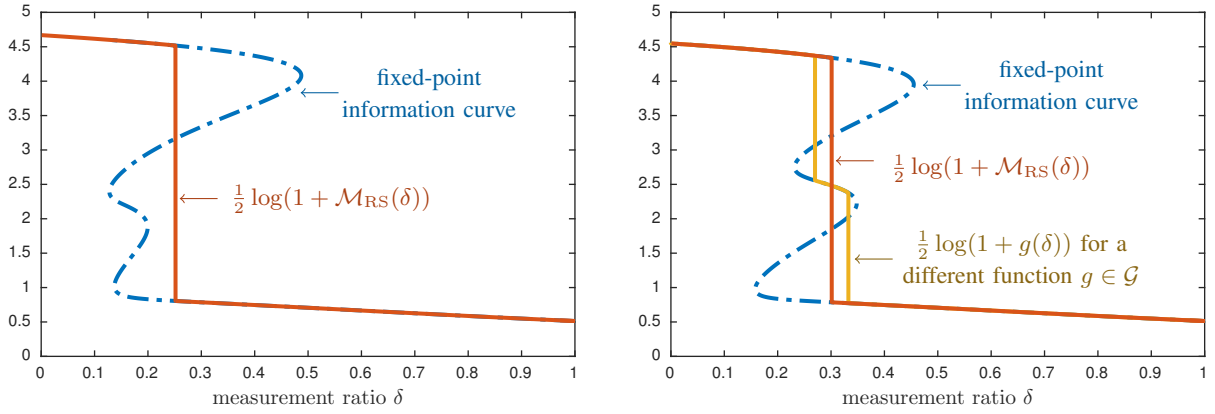 5
4.5
4
3.5
3
2.5
2
1.5
1
0.5
0
0 0.1 0.2 0.3 0.4 0.5 0.6 0.7 0.8 0.9 1
measurement ratio δ
fixed-point
information curve
½ log(1 + M_RS(δ))
5
4.5
4
3.5
3
2.5
2
1.5
1
0.5
0
0 0.1 0.2 0.3 0.4 0.5 0.6 0.7 0.8 0.9 1
measurement ratio δ
fixed-point
information curve
½ log(1 + M_RS(δ))
½ log(1 + g(δ)) for a
different function g ∈ G